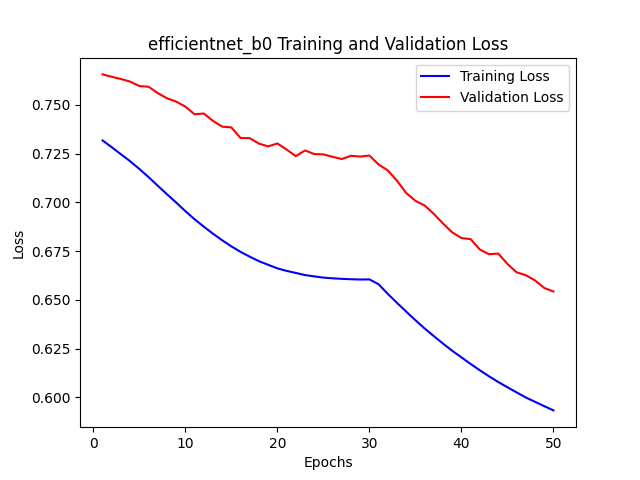 efficientnet_b0 Training and Validation Loss
Training Loss
Validation Loss
0.750
0.725
0.700
0.675
0.650
0.625
0.600
Loss
0 10 20 30 40 50
Epochs